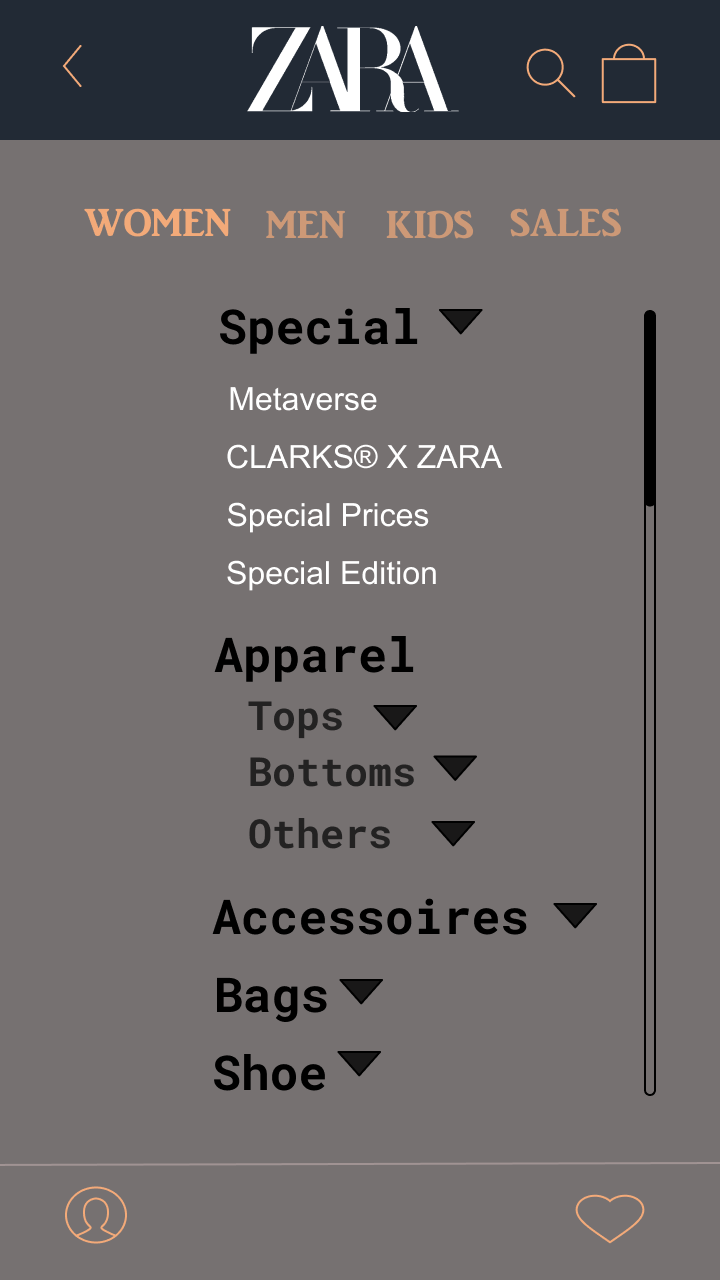 ZARA
WOMEN MEN KIDS SALES
Special
Metaverse
CLARKS® X ZARA
Special Prices
Special Edition
Apparel
Tops
Bottoms
Others
Accessoires
Bags
Shoe